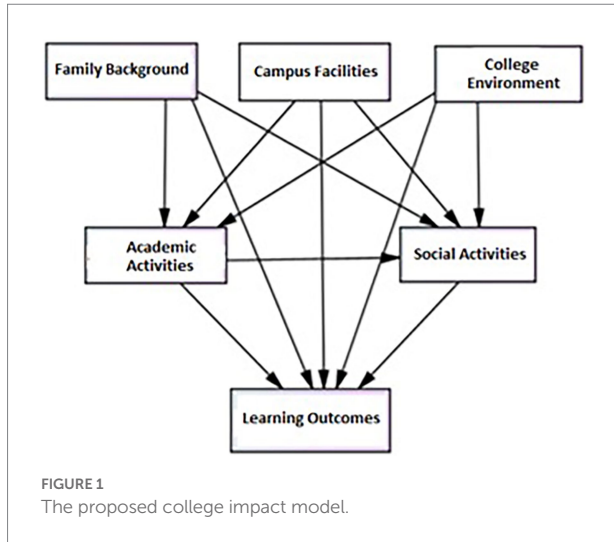 Family Background
Campus Facilities
College
Environment
Academic
Activities
Social Activities
Learning Outcomes
FIGURE 1
The proposed college impact model.